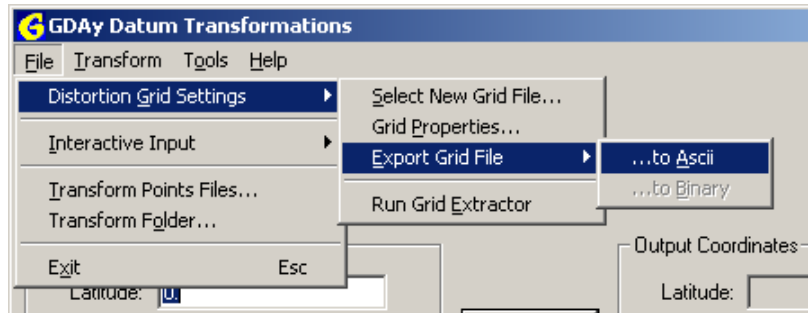 GDAy Datum Transformations
File Transform Tools Help
Distortion Grid Settings
Interactive Input
Transform Points Files...
Transform Folder...
Exit Esc
Select New Grid File...
Grid Properties...
Export Grid File
Run Grid Extractor
...to Ascii
...to Binary
Latitude: 0.
Output Coordinates
Latitude: